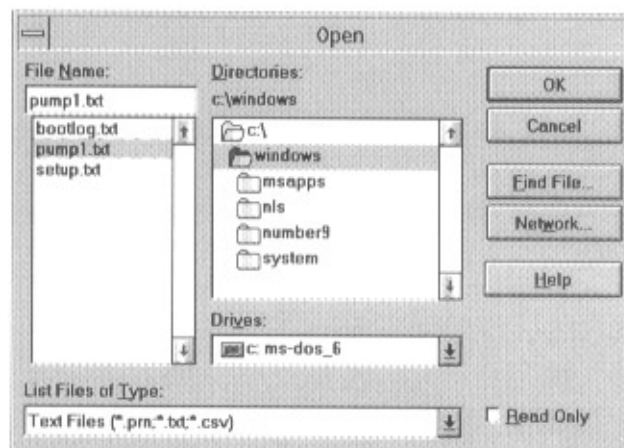 Open
File Name:
pump1.txt
bootlog.txt
pump1.txt
setup.txt
Directories:
c:\windows
c:\
windows
msapps
nls
number9
system
Drives:
c: ms-dos_6
List Files of Type:
Text Files (*.prn;*.txt;*.csv)
OK
Cancel
Find File...
Network...
Help
Read Only